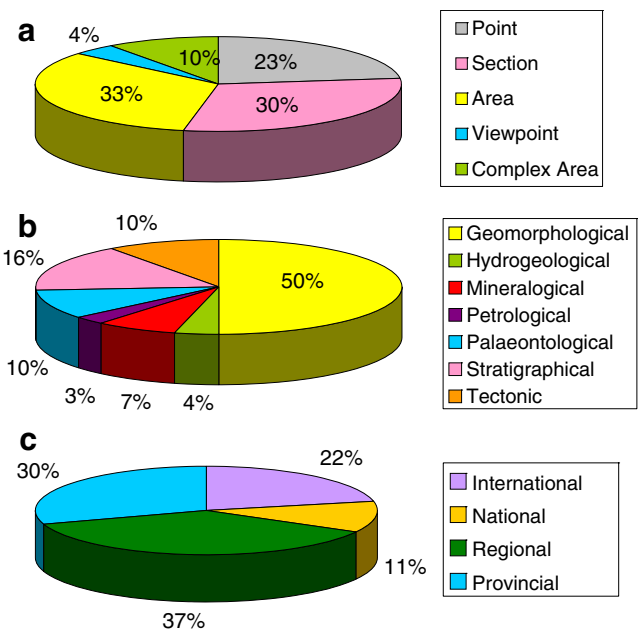 a
4%
10%
23%
33%
30%
Point
Section
Area
Viewpoint
Complex Area
b
10%
16%
50%
10%
3%
7%
4%
Geomorphological
Hydrogeological
Mineralogical
Petrological
Palaeontological
Stratigraphical
Tectonic
c
30%
22%
11%
37%
International
National
Regional
Provincial